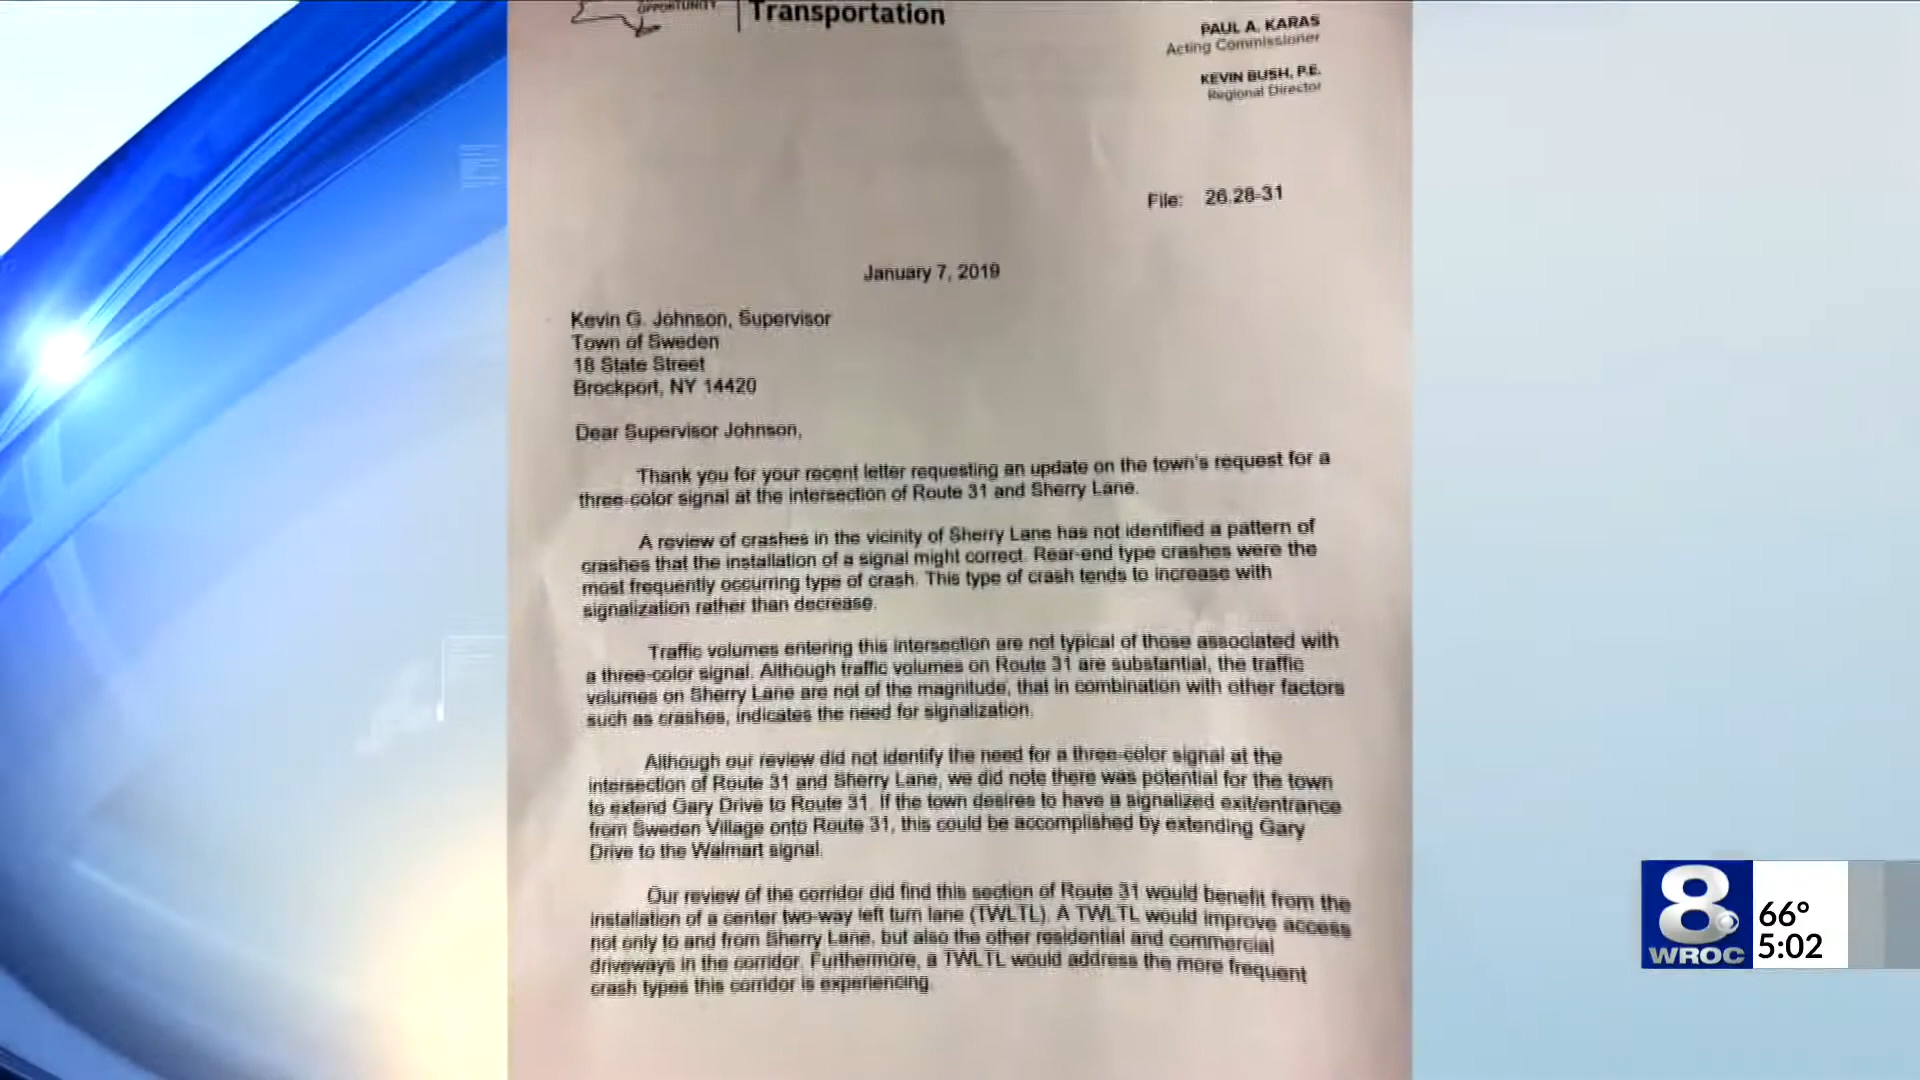 OPPORTUNITY
Transportation
PAUL A. KARAS
Acting Commissioner
KEVIN BUSH, P.E.
Regional Director
File: 26.28-31
January 7, 2019
Kevin G. Johnson, Supervisor
Town of Sweden
18 State Street
Brockport, NY 14420
Dear Supervisor Johnson,
Thank you for your recent letter requesting an update on the town's request for a
three-color signal at the intersection of Route 31 and Sherry Lane.
A review of crashes in the vicinity of Sherry Lane has not identified a pattern of
crashes that the installation of a signal might correct. Rear-end type crashes were the
most frequently occurring type of crash. This type of crash tends to increase with
signalization rather than decrease.
Traffic volumes entering this intersection are not typical of those associated with
a three-color signal. Although traffic volumes on Route 31 are substantial, the traffic
volumes on Sherry Lane are not of the magnitude, that in combination with other factors
such as crashes, indicates the need for signalization.
Although our review did not identify the need for a three-color signal at the
intersection of Route 31 and Sherry Lane, we did note there was potential for the town
to extend Gary Drive to Route 31. If the town desires to have a signalized exit/entrance
from Sweden Village onto Route 31, this could be accomplished by extending Gary
Drive to the Walmart signal.
Our review of the corridor did find this section of Route 31 would benefit from the
installation of a center two-way left turn lane (TWLTL). A TWLTL would improve access
not only to and from Sherry Lane, but also the other residential and commercial
driveways in the corridor. Furthermore, a TWLTL would address the more frequent
crash types this corridor is experiencing.
8
WROC
66°
5:02